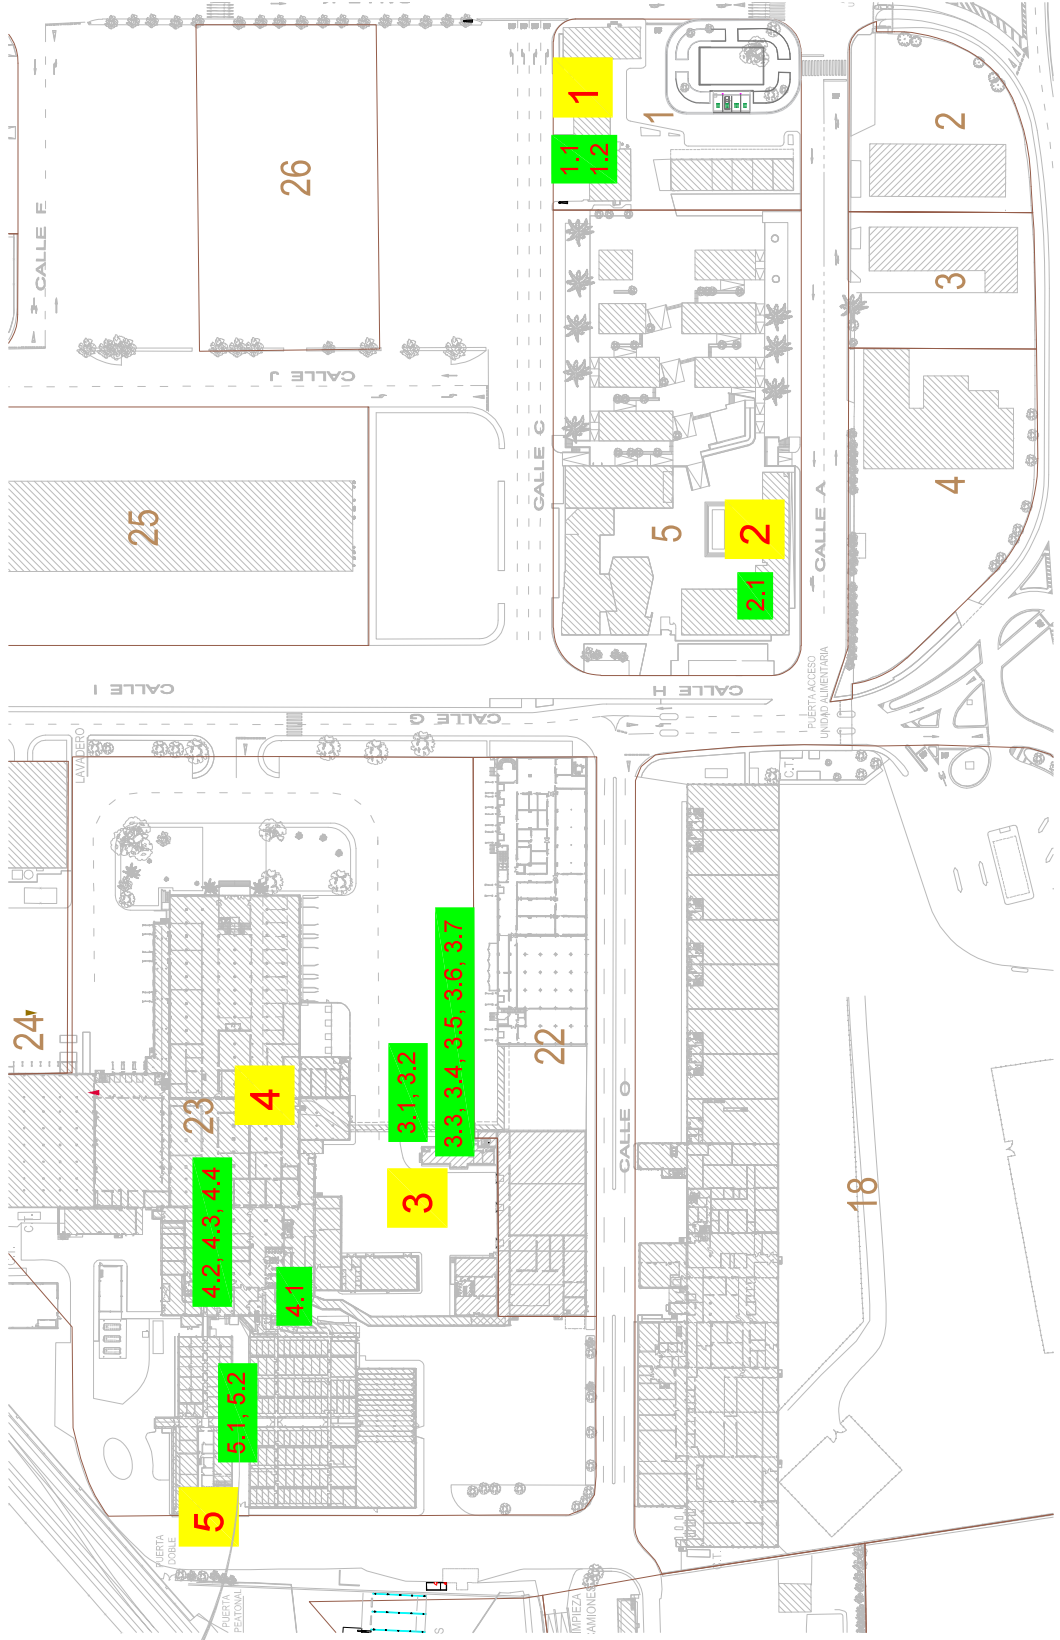 CALLE F
26
1
1.1
1.2
1
2
3
CALLE J
25
CALLE C
5
2
2.1
CALLE A
4
PUERTA ACCESO
UNIDAD ALIMENTARIA
CALLE I
CALLE H
CALLE G
LAVADERO
C.T.
24
23
4
22
3.1, 3.2
3.3, 3.4, 3.5, 3.6, 3.7
3
CALLE O
18
4.2, 4.3, 4.4
4.1
5.1, 5.2
5
PUERTA
DOBLE
PUERTA
PEATONAL
S